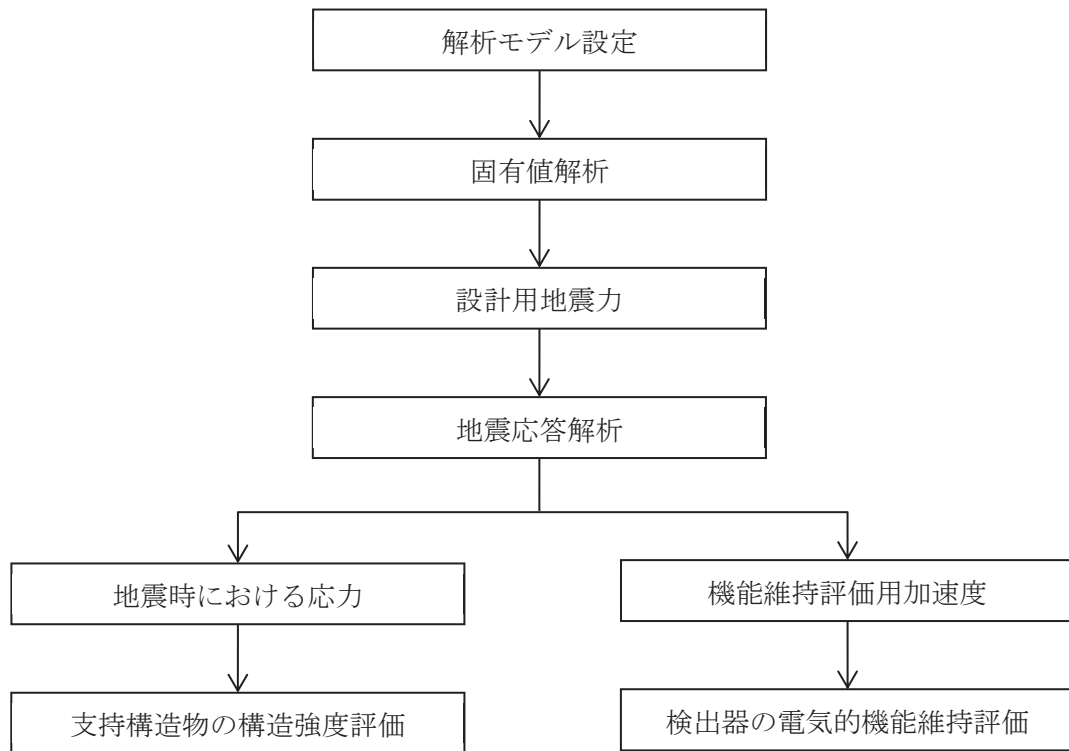 解析モデル設定
固有値解析
設計用地震力
地震応答解析
地震時における応力
機能維持評価用加速度
支持構造物の構造強度評価
検出器の電気的機能維持評価